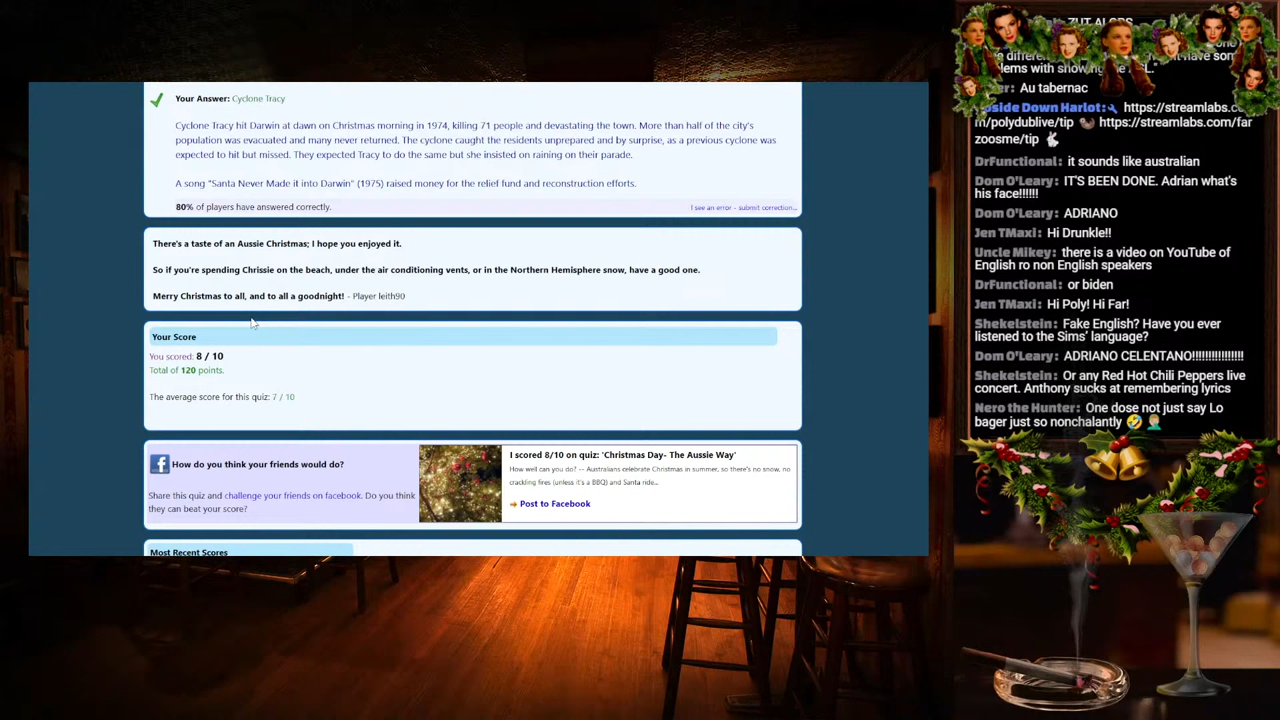 Your Answer: Cyclone Tracy
Cyclone Tracy hit Darwin at dawn on Christmas morning in 1974, killing 71 people and devastating the town. More than half of the city's
population was evacuated and many never returned. The cyclone caught the residents unprepared and by surprise, as a previous cyclone was
expected to hit but missed. They expected Tracy to do the same but she insisted on raining on their parade.
A song "Santa Never Made it into Darwin" (1975) raised money for the relief fund and reconstruction efforts.
80% of players have answered correctly.
I see an error - submit correction...
There's a taste of an Aussie Christmas; I hope you enjoyed it.
So if you're spending Chrissie on the beach, under the air conditioning vents, or in the Northern Hemisphere snow, have a good one.
Merry Christmas to all, and to all a goodnight! - Player leith90
Your Score
You scored: 8 / 10
Total of 120 points.
The average score for this quiz: 7 / 10
How do you think your friends would do?
Share this quiz and challenge your friends on facebook. Do you think
they can beat your score?
I scored 8/10 on quiz: 'Christmas Day- The Aussie Way'
How well can you do? -- Australians celebrate Christmas in summer, so there's no snow, no
crackling fires (unless it's a BBQ) and Santa ride...
Post to Facebook
Most Recent Scores
ZUT ALORS
Au tabernac
side Down Harlot: https://streamlabs.co
m/polydublive/tip https://streamlabs.com/far
zoosme/tip
DrFunctional: it sounds like australian
Dom O'Leary: IT'S BEEN DONE. Adrian what's
his face!!!!!!
Dom O'Leary: ADRIANO
Jen TMaxi: Hi Drunkle!!
Uncle Mikey: there is a video on YouTube of
English ro non English speakers
DrFunctional: or biden
Jen TMaxi: Hi Poly! Hi Far!
Shekelstein: Fake English? Have you ever
listened to the Sims' language?
Dom O'Leary: ADRIANO CELENTANO!!!!!!!!!!!!!!!!
Shekelstein: Or any Red Hot Chili Peppers live
concert. Anthony sucks at remembering lyrics
Nero the Hunter: One dose not just say Lo
bager just so nonchalantly 🤣 🤦🏼‍♂️